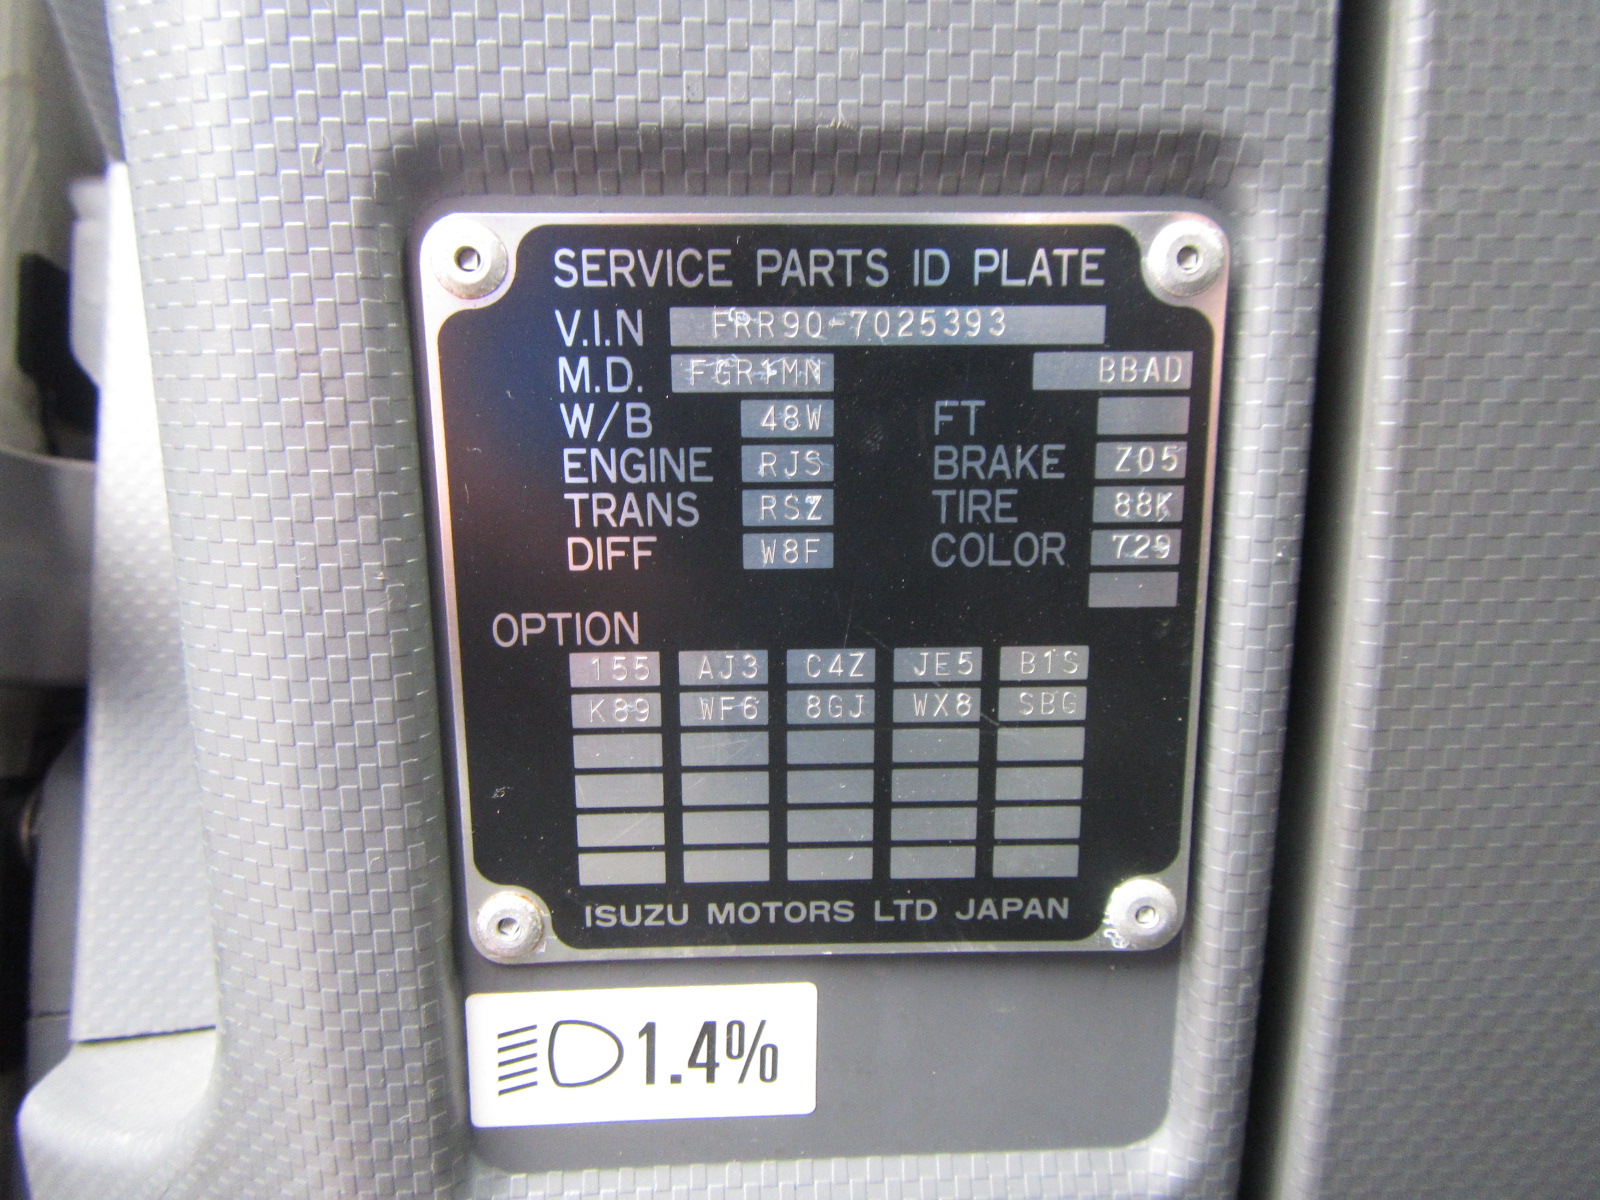 SERVICE PARTS ID PLATE
V.I.N FRR90-7025393
M.D. FGR1MN BBAD
W/B 48W FT
ENGINE RJS BRAKE Z05
TRANS RSZ TIRE 88K
DIFF W8F COLOR 729
OPTION
155 AJ3 C4Z JE5 B1S
K89 WF6 8GJ WX8 SBG
ISUZU MOTORS LTD JAPAN
1.4%